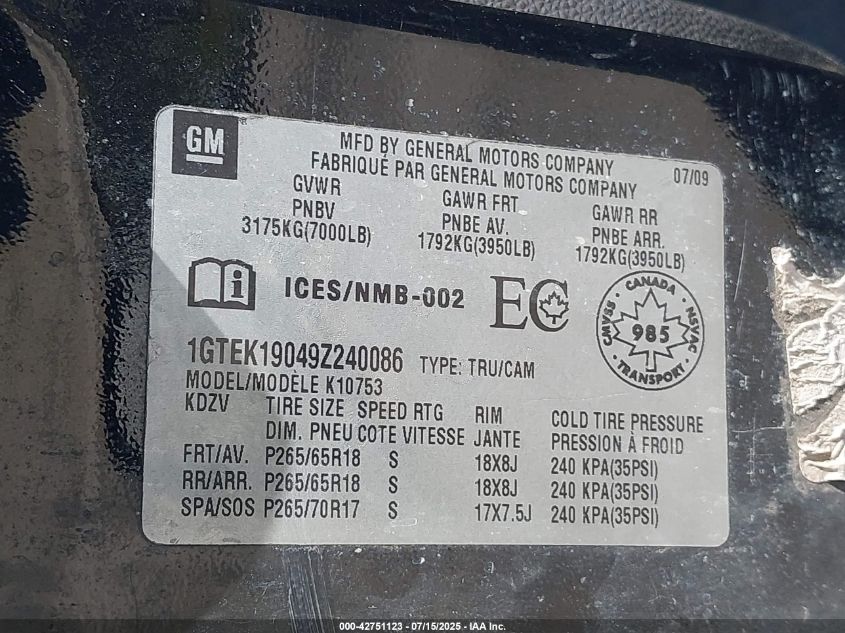 GM
MFD BY GENERAL MOTORS COMPANY
FABRIQUÉ PAR GENERAL MOTORS COMPANY
07/09
GVWR
PNBV
3175KG(7000LB)
GAWR FRT
PNBE AV.
1792KG(3950LB)
GAWR RR
PNBE ARR.
1792KG(3950LB)
i ICES/NMB-002 EC
CANADA
CMVSS 985 NSVAC
TRANSPORT
1GTEK19049Z240086 TYPE: TRU/CAM
MODEL/MODÈLE K10753
KDZV TIRE SIZE SPEED RTG RIM COLD TIRE PRESSURE
DIM. PNEU COTE VITESSE JANTE PRESSION À FROID
FRT/AV. P265/65R18 S 18X8J 240 KPA(35PSI)
RR/ARR. P265/65R18 S 18X8J 240 KPA(35PSI)
SPA/SOS P265/70R17 S 17X7.5J 240 KPA(35PSI)
000-42751123 / 07/15/2025 - IAA Inc.